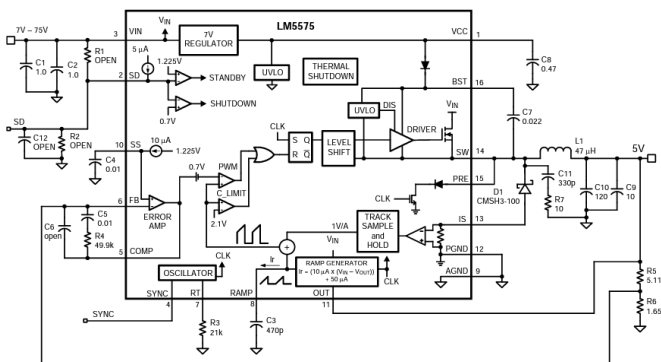 LM5575
7V – 75V
3
VIN
VIN
7V
REGULATOR
VCC
1
C1
1.0
C2
1.0
R1
OPEN
5 µA
1.225V
2
SD
STANDBY
UVLO
THERMAL
SHUTDOWN
C8
0.47
SHUTDOWN
0.7V
BST
16
SD
C12
OPEN
R2
OPEN
UVLO
DIS
VIN
C7
0.022
10
SS
10 µA
1.225V
CLK
S Q
R Q
LEVEL
SHIFT
DRIVER
SW
14
L1
47 µH
5V
C4
0.01
0.7V
PWM
PRE
15
C11
330p
C10
120
C9
10
C_LIMIT
CLK
D1
CMSH3-100
R7
10
6
FB
C5
0.01
ERROR
AMP
2.1V
1V/A
TRACK
SAMPLE
and
HOLD
IS
13
C6
open
R4
49.9k
5
COMP
PGND
12
CLK
VIN
Ir
RAMP GENERATOR
Ir = (10 µA x (VIN – VOUT))
+ 50 µA
CLK
AGND
9
OSCILLATOR
R5
5.11
SYNC
RT
RAMP
OUT
4
7
8
11
R6
1.65
SYNC
R3
21k
C3
470p